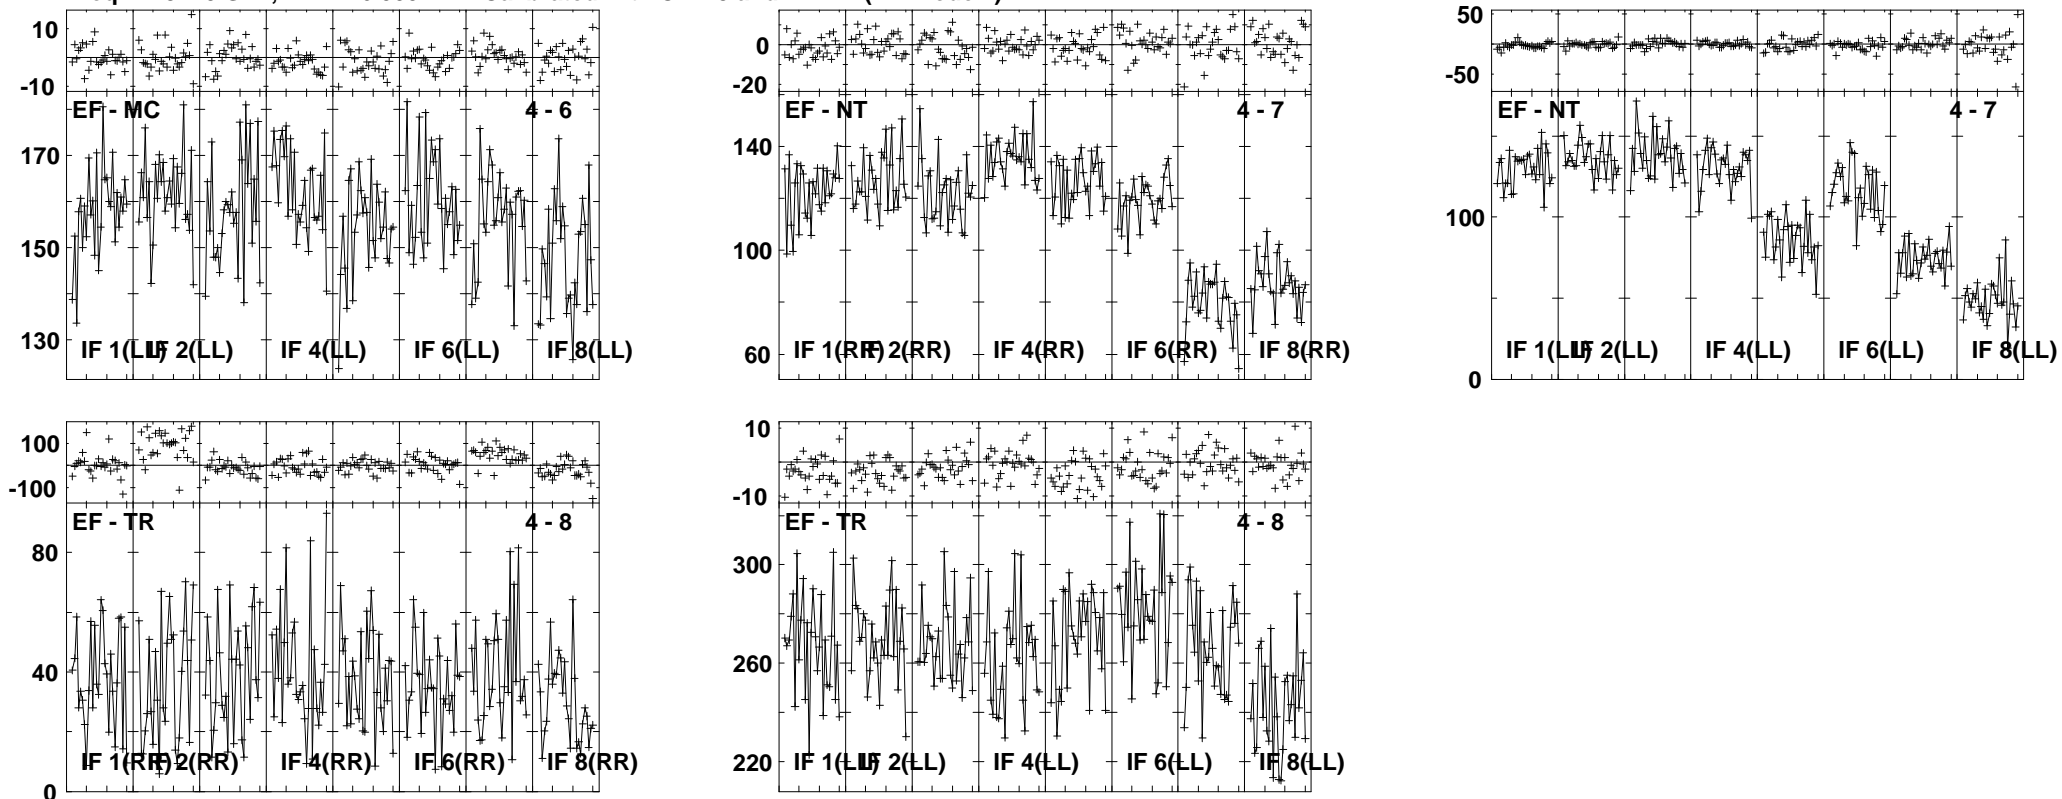 10
-10
EF - MC
4 - 6
170
150
130
IF 1(LL)
IF 2(LL)
IF 4(LL)
IF 6(LL)
IF 8(LL)
0
-20
EF - NT
4 - 7
140
100
60
IF 1(RR)
IF 2(RR)
IF 4(RR)
IF 6(RR)
IF 8(RR)
50
-50
EF - NT
4 - 7
100
0
IF 1(LL)
IF 2(LL)
IF 4(LL)
IF 6(LL)
IF 8(LL)
100
-100
EF - TR
4 - 8
80
40
0
IF 1(RR)
IF 2(RR)
IF 4(RR)
IF 6(RR)
IF 8(RR)
10
-10
EF - TR
4 - 8
300
260
220
IF 1(LL)
IF 2(LL)
IF 4(LL)
IF 6(LL)
IF 8(LL)